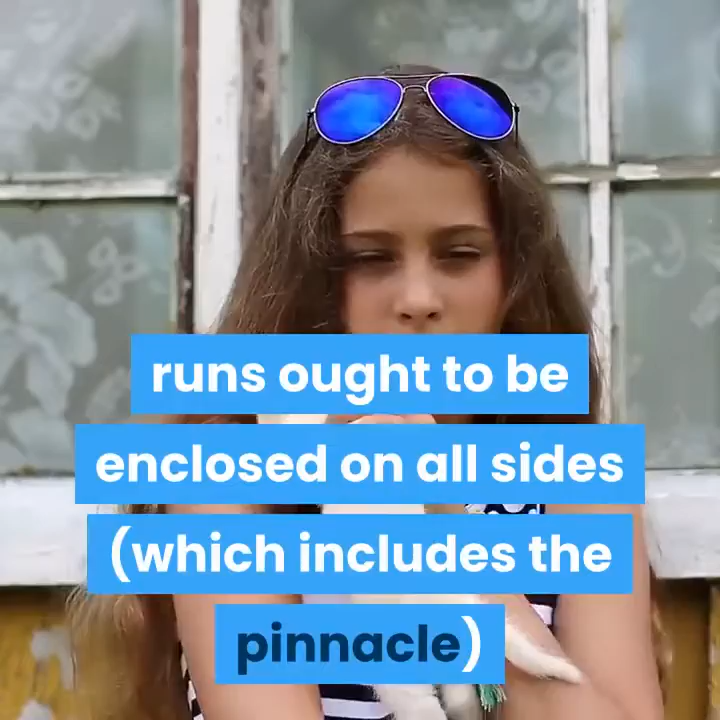 runs ought to be
enclosed on all sides
(which includes the
pinnacle)